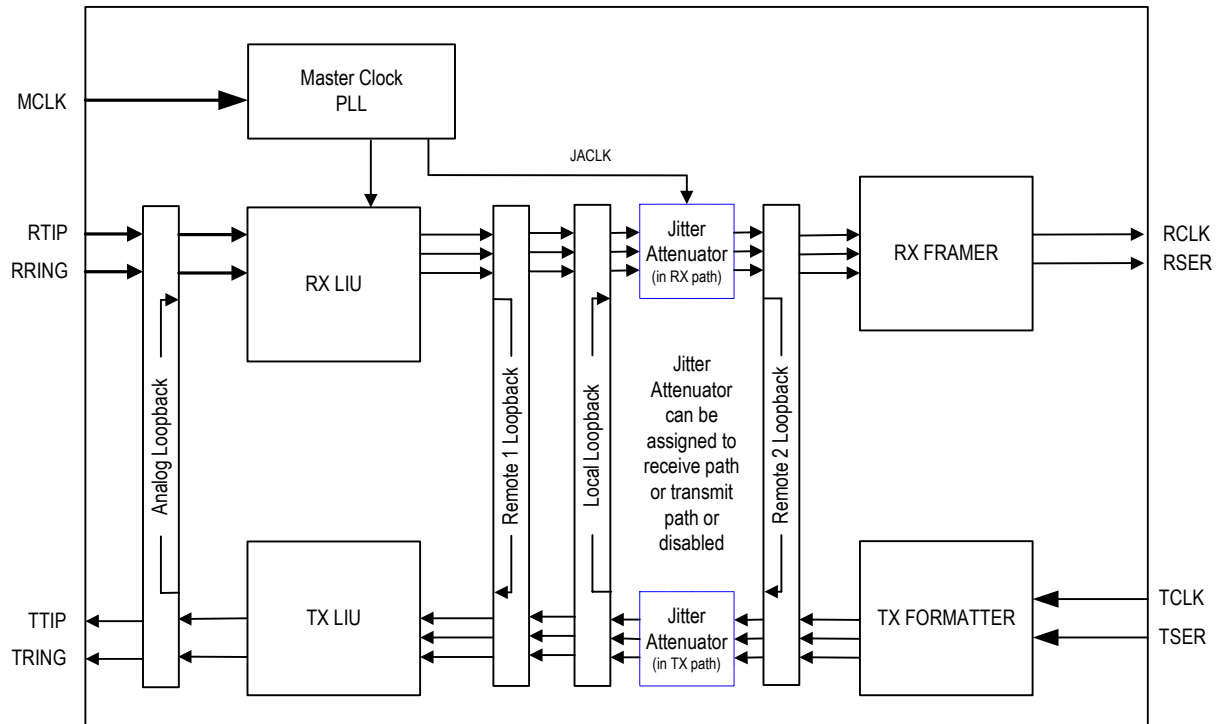 Master Clock
PLL
MCLK
JACLK
RTIP
RRING
RX LIU
Jitter
Attenuator
(in RX path)
RX FRAMER
RCLK
RSER
Analog Loopback
Remote 1 Loopback
Local Loopback
Jitter
Attenuator
can be
assigned to
receive path
or transmit
path or
disabled
Remote 2 Loopback
TTIP
TRING
TX LIU
Jitter
Attenuator
(in TX path)
TX FORMATTER
TCLK
TSER